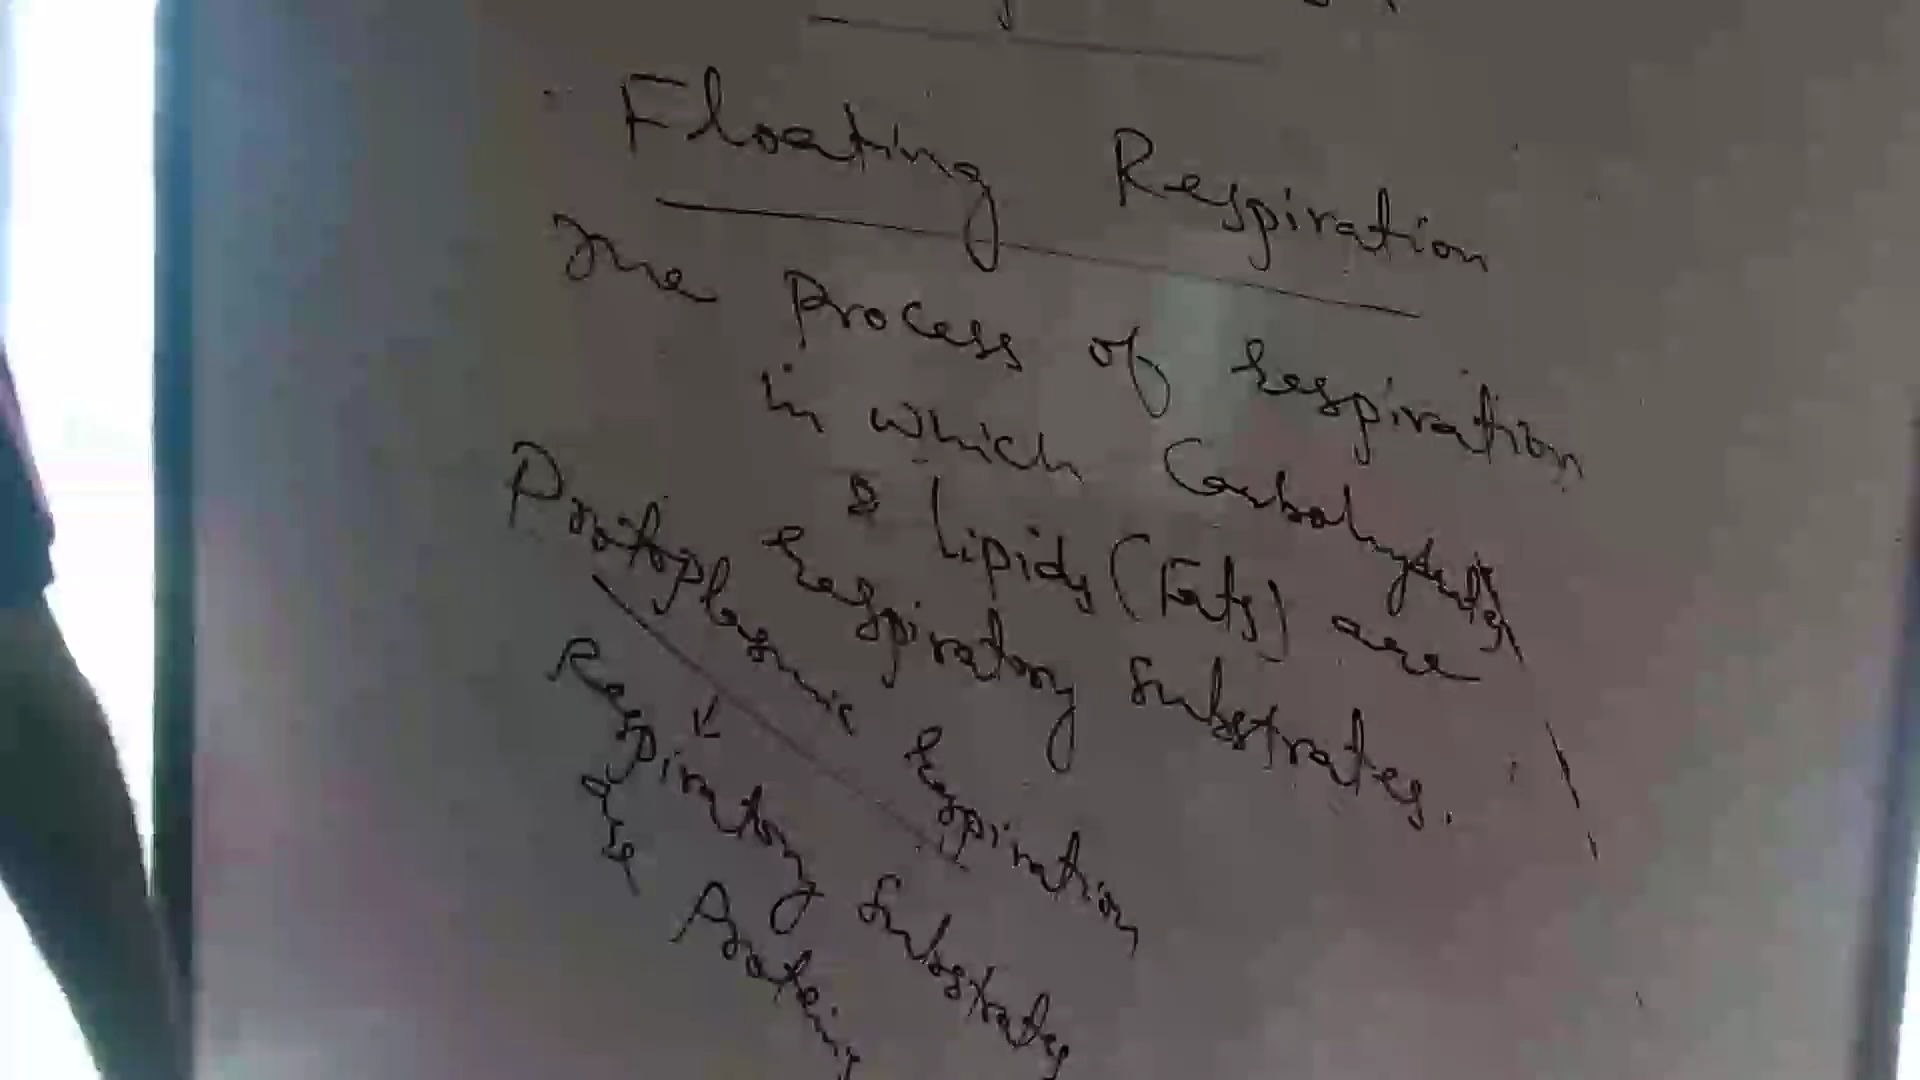 Floating Respiration
The process of respiration
in which Carbohydrates
& lipids (Fats) are
respiratory substrates.
Protoplasmic respiration
Respiratory substrates
are Proteins